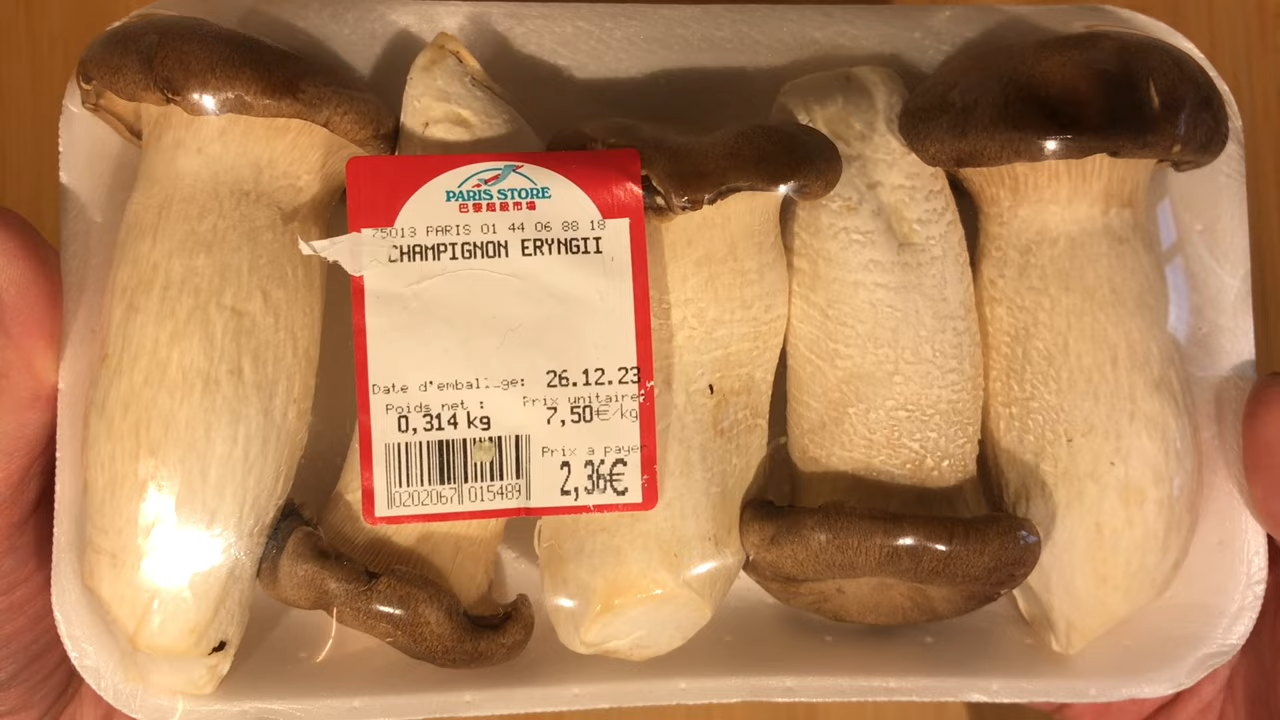 PARIS STORE
巴黎超級市場
75013 PARIS 01 44 06 88 18
CHAMPIGNON ERYNGII
Date d'emballage: 26.12.23
Poids net : Prix unitaire:
0,314 kg 7,50€/kg
Prix a payer
2,36€
0202067 015489